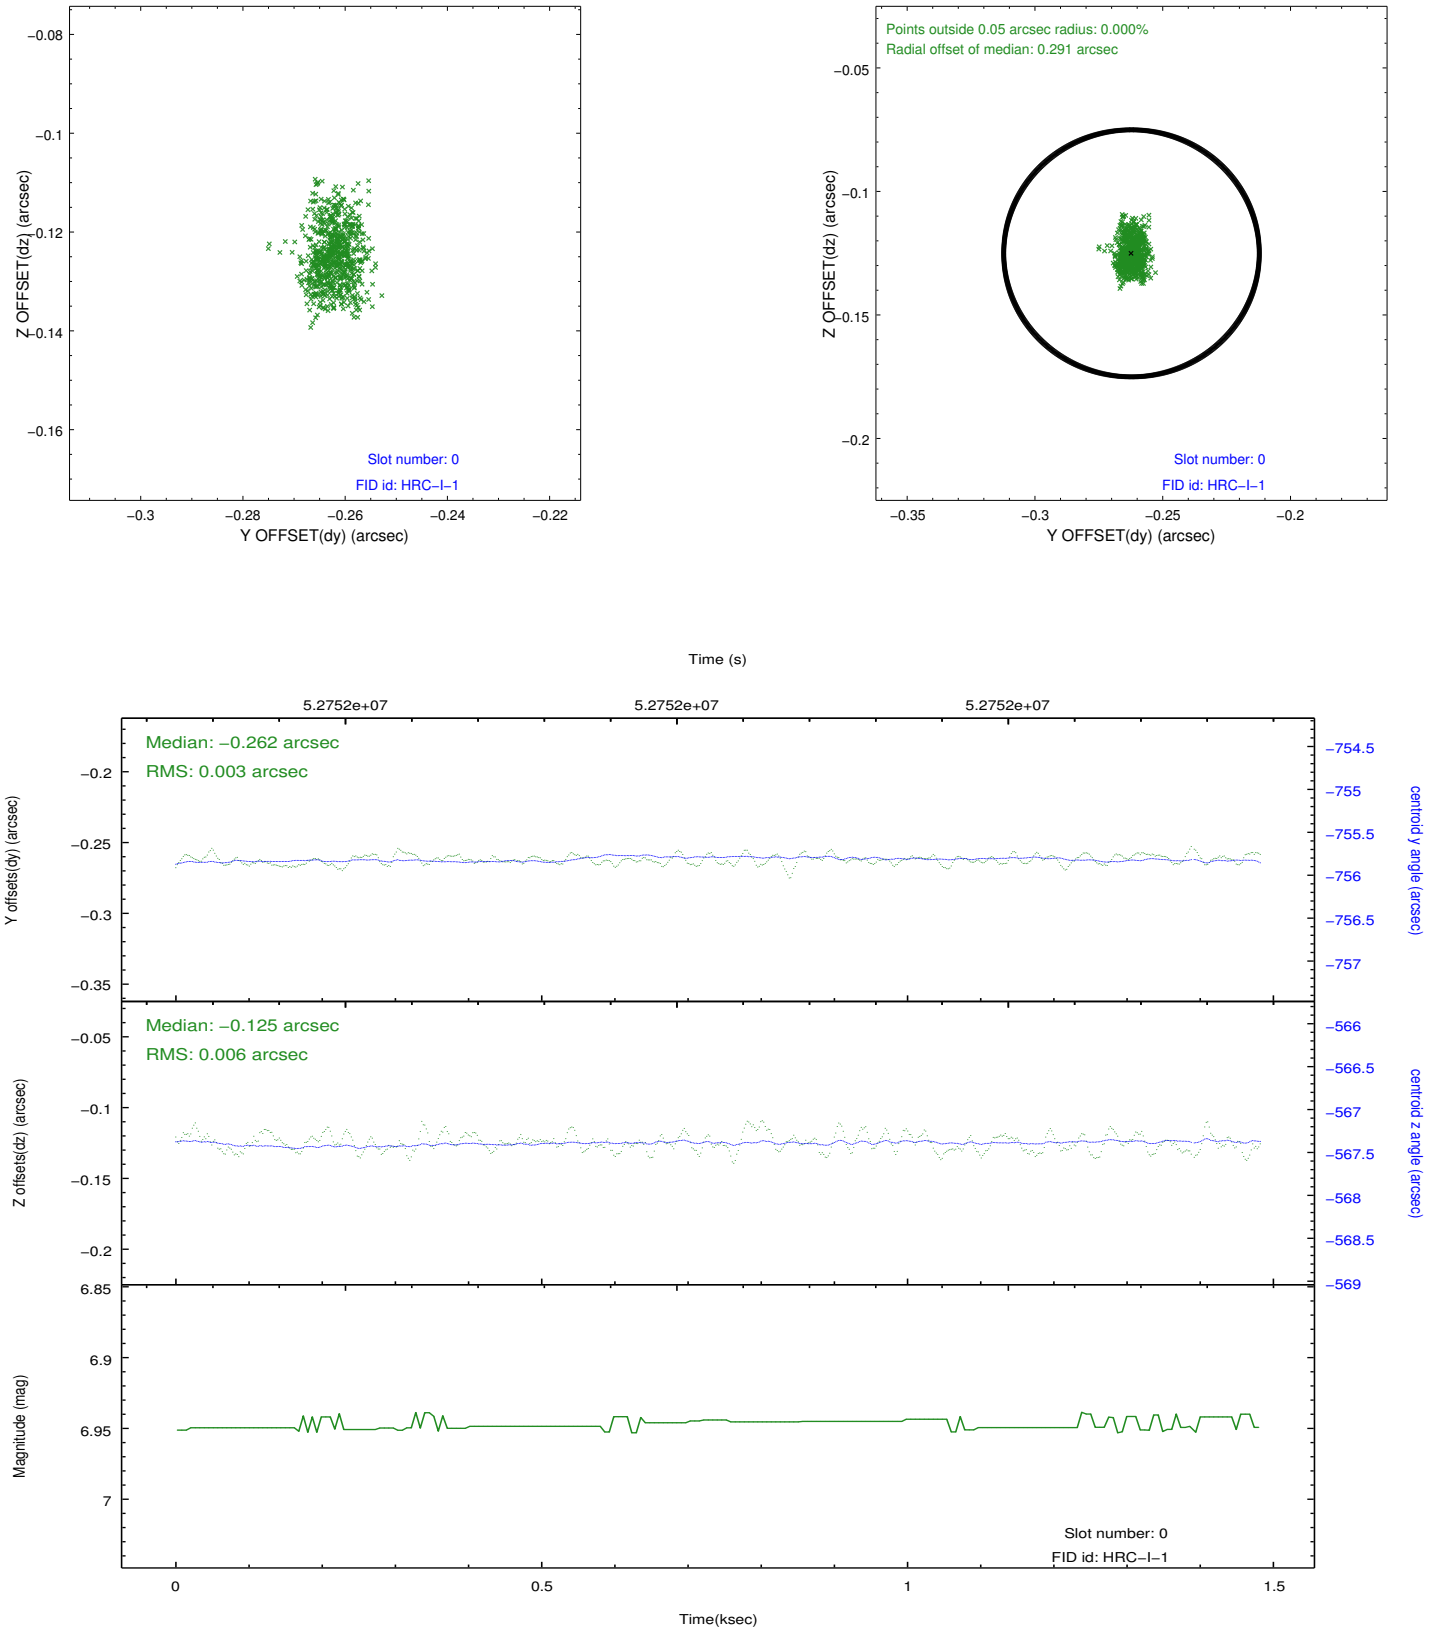 −0.08
−0.1
−0.12
−0.14
−0.16
Z OFFSET(dz) (arcsec)
Slot number: 0
FID id: HRC−I−1
−0.3
−0.28
−0.26
−0.24
−0.22
Y OFFSET(dy) (arcsec)
Points outside 0.05 arcsec radius: 0.000%
Radial offset of median: 0.291 arcsec
−0.05
−0.1
−0.15
−0.2
Z OFFSET(dz) (arcsec)
Slot number: 0
FID id: HRC−I−1
−0.35
−0.3
−0.25
−0.2
Y OFFSET(dy) (arcsec)
Time (s)
5.2752e+07
5.2752e+07
5.2752e+07
Median: −0.262 arcsec
RMS: 0.003 arcsec
−0.2
−0.25
−0.3
−0.35
Y offsets(dy) (arcsec)
−754.5
−755
−755.5
−756
−756.5
−757
centroid y angle (arcsec)
Median: −0.125 arcsec
RMS: 0.006 arcsec
−0.05
−0.1
−0.15
−0.2
Z offsets(dz) (arcsec)
−566
−566.5
−567
−567.5
−568
−568.5
−569
centroid z angle (arcsec)
6.85
6.9
6.95
7
Magnitude (mag)
Slot number: 0
FID id: HRC−I−1
0
0.5
1
1.5
Time(ksec)